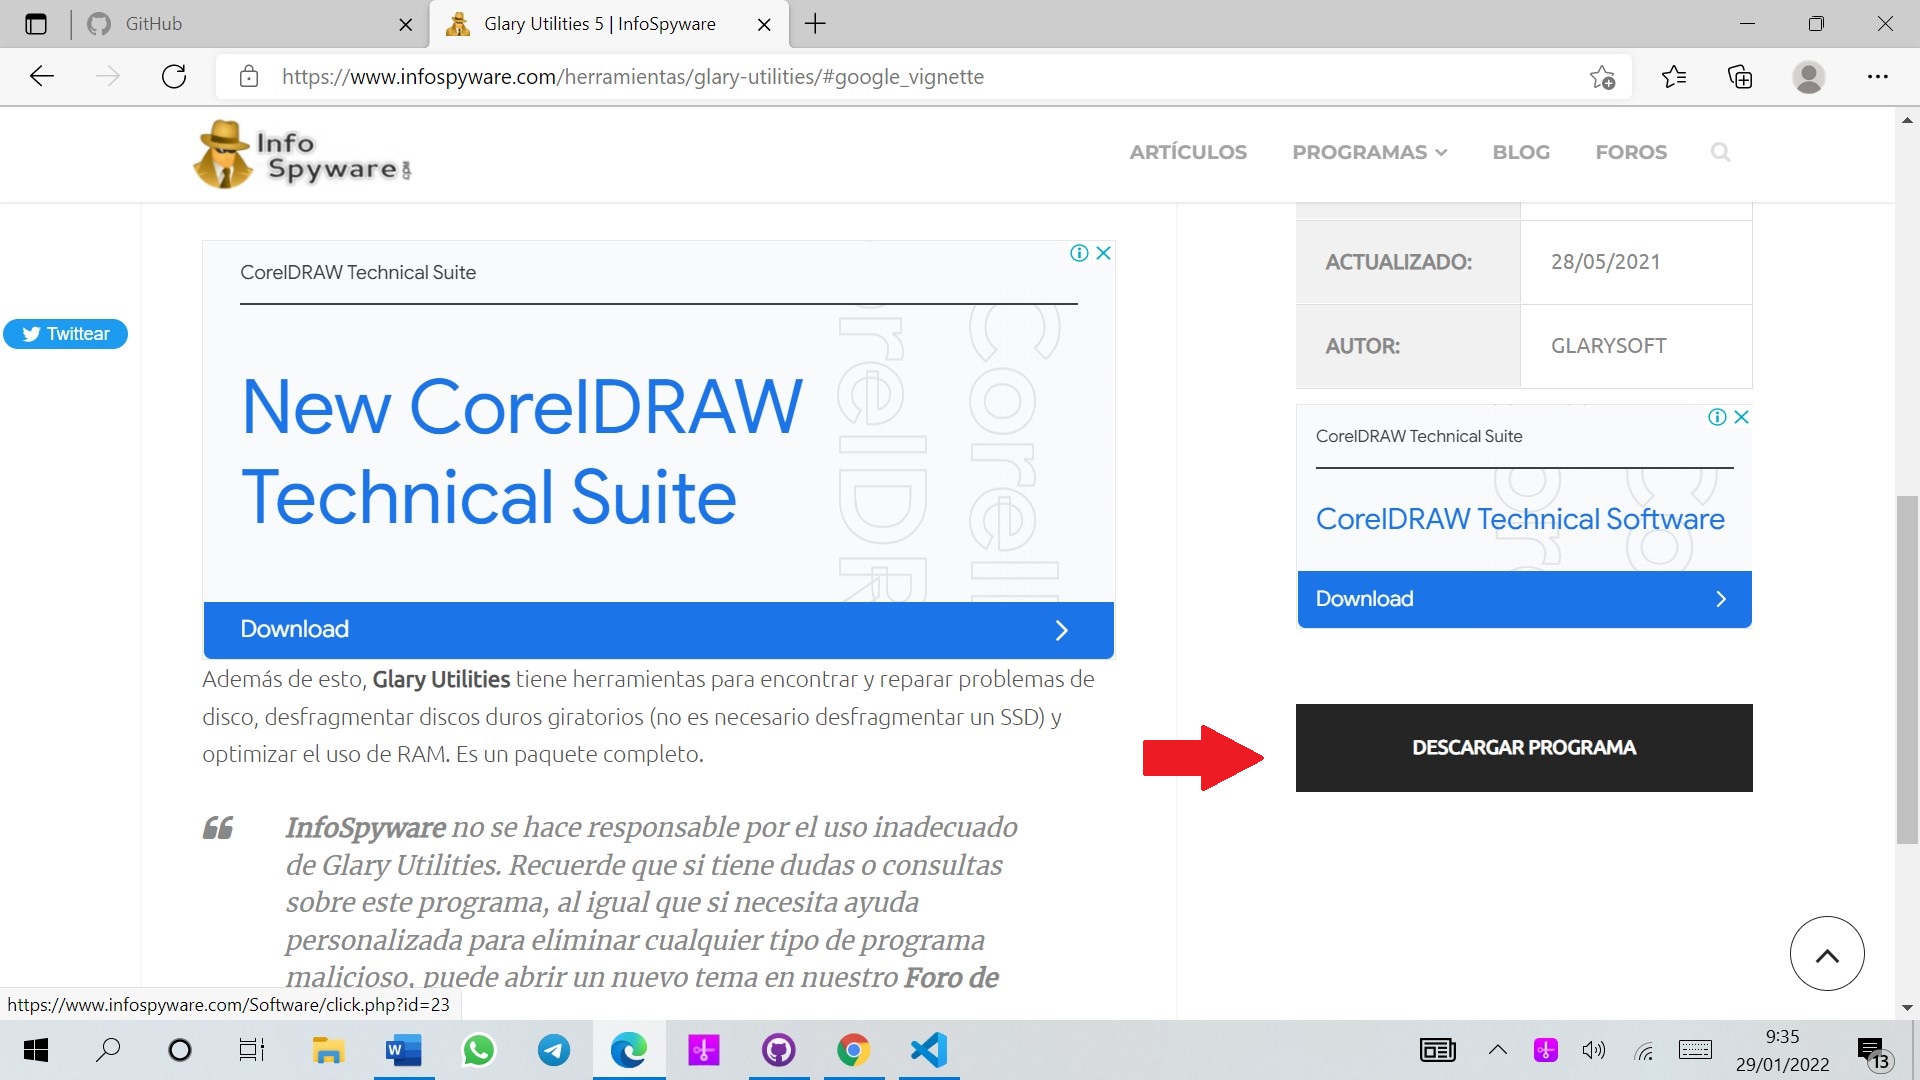 GitHub
Glary Utilities 5 | InfoSpyware
https://www.infospyware.com/herramientas/glary-utilities/#google_vignette
Info
Spyware
ARTÍCULOS
PROGRAMAS
BLOG
FOROS
CorelDRAW Technical Suite
New CorelDRAW
Technical Suite
Download
CorelDR
Corel
Twittear
Además de esto, Glary Utilities tiene herramientas para encontrar y reparar problemas de
disco, desfragmentar discos duros giratorios (no es necesario desfragmentar un SSD) y
optimizar el uso de RAM. Es un paquete completo.
InfoSpyware no se hace responsable por el uso inadecuado
de Glary Utilities. Recuerde que si tiene dudas o consultas
sobre este programa, al igual que si necesita ayuda
personalizada para eliminar cualquier tipo de programa
malicioso, puede abrir un nuevo tema en nuestro Foro de
ACTUALIZADO: 28/05/2021
AUTOR: GLARYSOFT
CorelDRAW Technical Suite
CorelDRAW Technical Software
Download
DESCARGAR PROGRAMA
https://www.infospyware.com/Software/click.php?id=23
9:35
29/01/2022
13